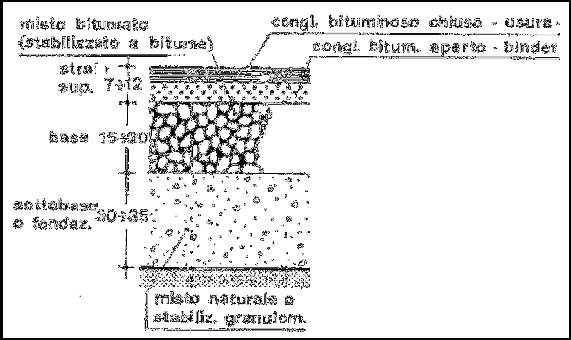 misto bitumato
(stabilizzato a bitume)
congl. bituminoso chiuso - usura-
congl. bitum. aperto - binder
strati
sup. 7÷12
base 15÷20
sottobase
o fondaz. 30÷35
misto naturale o
stabiliz. granulom.